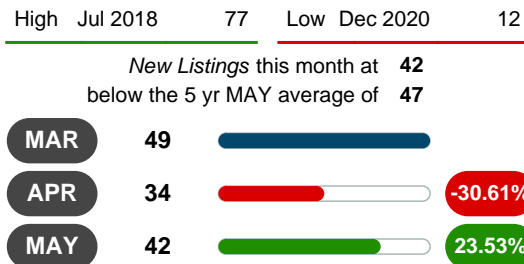 High Jul 2018 77 Low Dec 2020 12
New Listings this month at 42
below the 5 yr MAY average of 47
MAR 49
APR 34 -30.61%
MAY 42 23.53%